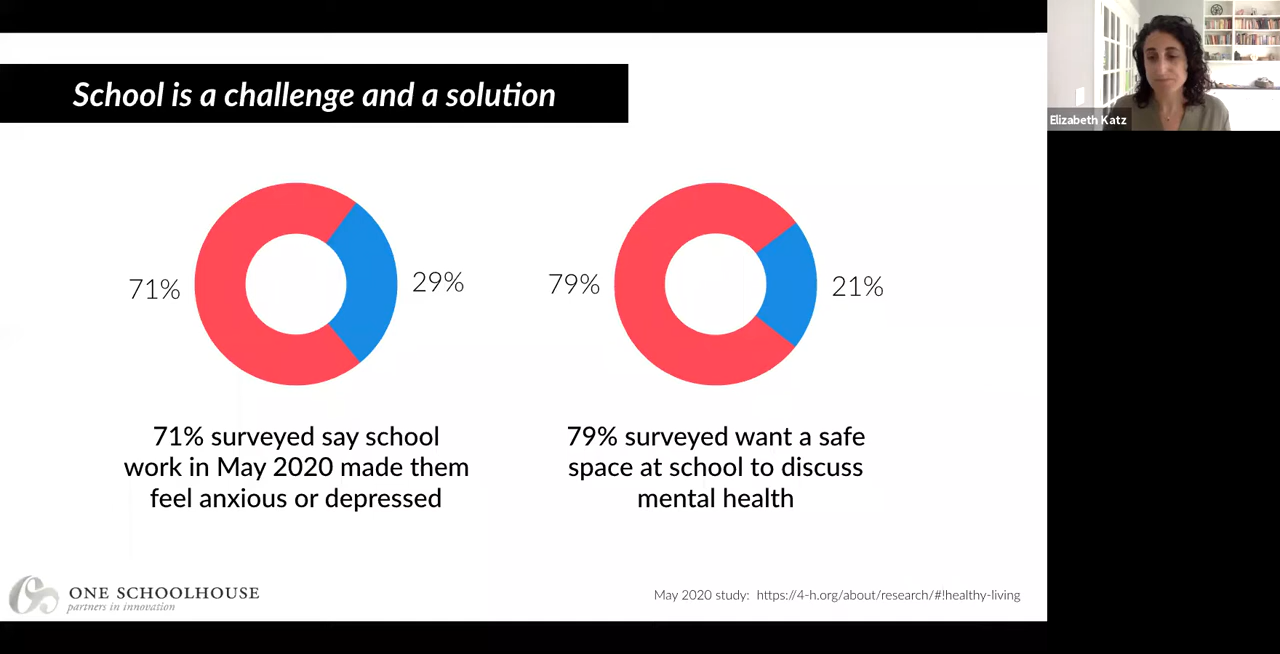 School is a challenge and a solution
Elizabeth Katz
71%
29%
79%
21%
71% surveyed say school
work in May 2020 made them
feel anxious or depressed
79% surveyed want a safe
space at school to discuss
mental health
ONE SCHOOLHOUSE
partners in innovation
May 2020 study: https://4-h.org/about/research/#!healthy-living